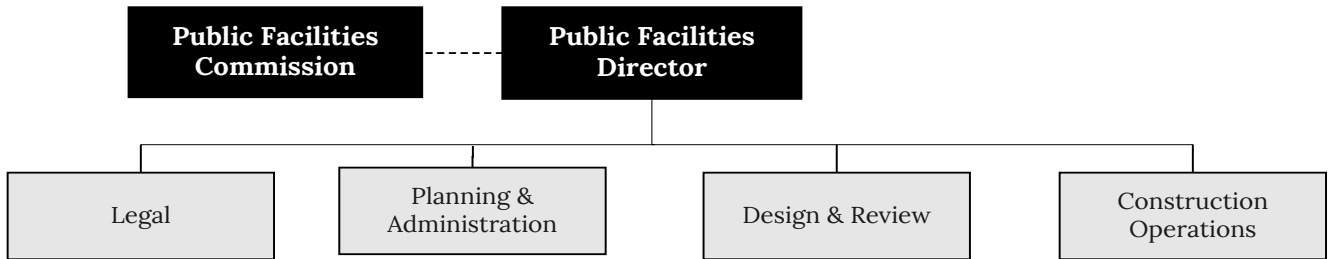 Public Facilities
Commission
Public Facilities
Director
Legal
Planning &
Administration
Design & Review
Construction
Operations